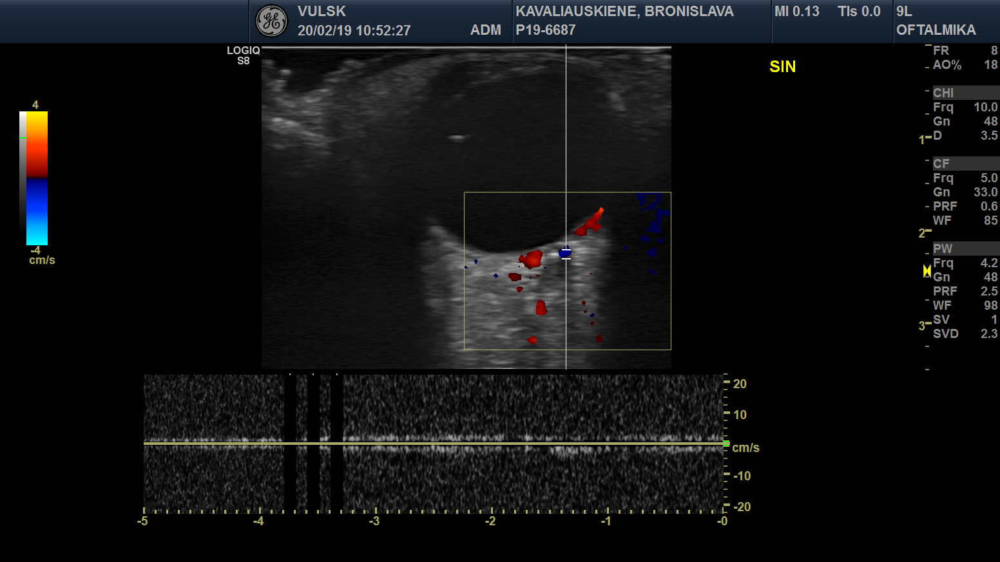 VULSK
20/02/19 10:52:27 ADM
KAVALIAUSKIENE, BRONISLAVA
P19-6687
MI 0.13 TIs 0.0
9L
OFTALMIKA
LOGIQ
S8
SIN
FR 8
AO% 18
CHI
Frq 10.0
Gn 48
D 3.5
CF
Frq 5.0
Gn 33.0
PRF 0.6
WF 85
PW
Frq 4.2
Gn 48
PRF 2.5
WF 98
SV 1
SVD 2.3
1
2
3
4
-4
cm/s
20
10
cm/s
-10
-20
-5 -4 -3 -2 -1 -0